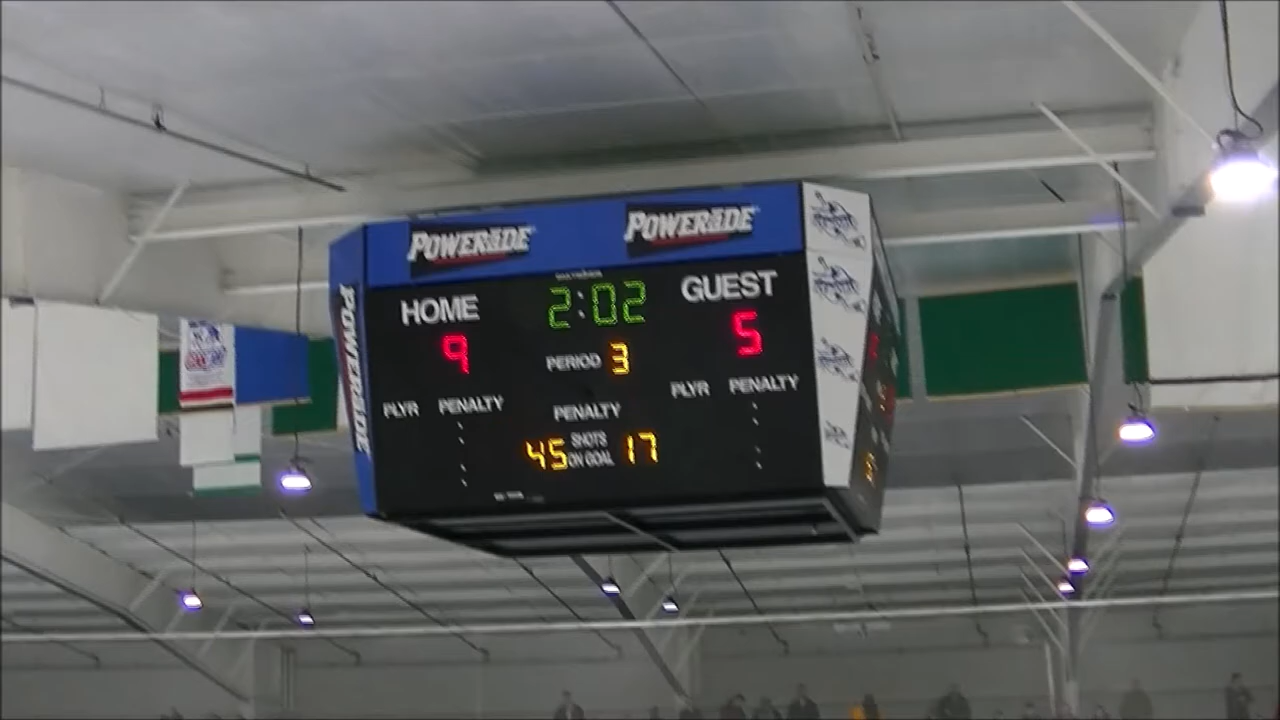 POWERADE POWERADE
HOME 2:02 GUEST
9 PERIOD 3 5
PLYR PENALTY PENALTY PLYR PENALTY
45 SHOTS ON GOAL 17
POWERADE